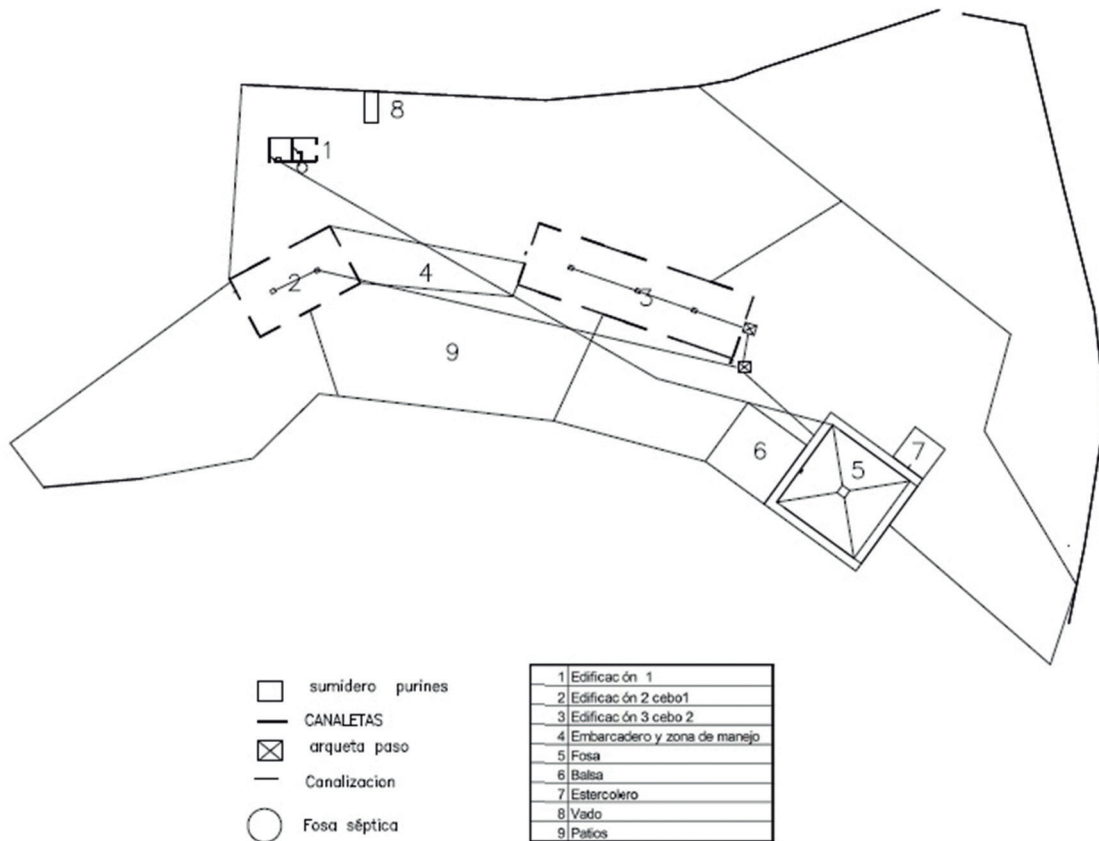 8
1
2
4
3
9
6
5
7
sumidero purines
CANALETAS
arqueta paso
Canalizacion
Fosa séptica
1 Edificac ón 1
2 Edificac ón 2 cebo1
3 Edificac ón 3 cebo 2
4 Embarcadero y zona de manejo
5 Fosa
6 Balsa
7 Estercolero
8 Vado
9 Patios